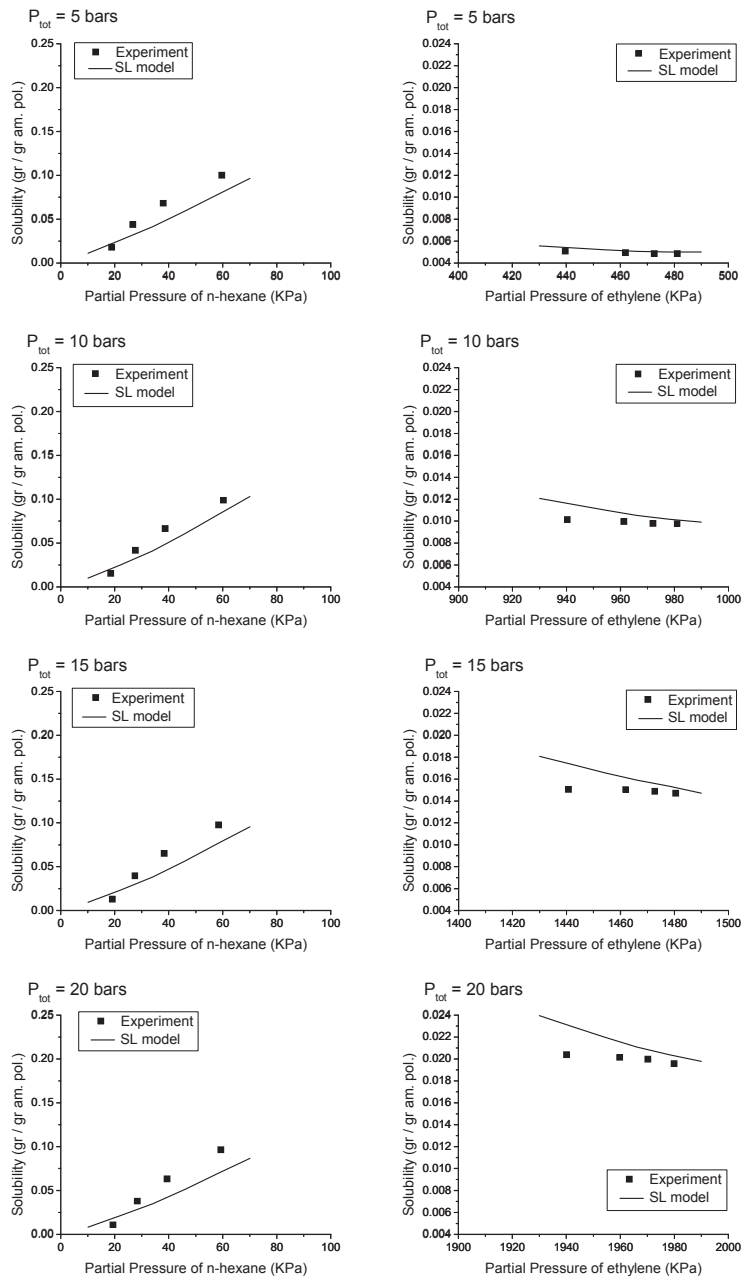 P_tot = 5 bars
Experiment
SL model
Solubility (gr / gr am. pol.)
0.25
0.20
0.15
0.10
0.05
0.00
0 20 40 60 80 100
Partial Pressure of n-hexane (KPa)
P_tot = 5 bars
Experiment
SL model
Solubility (gr / gr am. pol.)
0.024
0.022
0.020
0.018
0.016
0.014
0.012
0.010
0.008
0.006
0.004
400 420 440 460 480 500
Partial Pressure of ethylene (KPa)
P_tot = 10 bars
Experiment
SL model
Solubility (gr / gr am. pol.)
0.25
0.20
0.15
0.10
0.05
0.00
0 20 40 60 80 100
Partial Pressure of n-hexane (KPa)
P_tot = 10 bars
Experiment
SL model
Solubility (gr / gr am. pol.)
0.024
0.022
0.020
0.018
0.016
0.014
0.012
0.010
0.008
0.006
0.004
900 920 940 960 980 1000
Partial Pressure of ethylene (KPa)
P_tot = 15 bars
Experiment
SL model
Solubility (gr / gr am. pol.)
0.25
0.20
0.15
0.10
0.05
0.00
0 20 40 60 80 100
Partial Pressure of n-hexane (KPa)
P_tot = 15 bars
Expriment
SL model
Solubility (gr / gr am. pol.)
0.024
0.022
0.020
0.018
0.016
0.014
0.012
0.010
0.008
0.006
0.004
1400 1420 1440 1460 1480 1500
Partial Pressure of ethylene (KPa)
P_tot = 20 bars
Experiment
SL model
Solubility (gr / gr am. pol.)
0.25
0.20
0.15
0.10
0.05
0.00
0 20 40 60 80 100
Partial Pressure of n-hexane (KPa)
P_tot = 20 bars
Experiment
SL model
Solubility (gr / gr am. pol.)
0.024
0.022
0.020
0.018
0.016
0.014
0.012
0.010
0.008
0.006
0.004
1900 1920 1940 1960 1980 2000
Partial Pressure of ethylene (KPa)